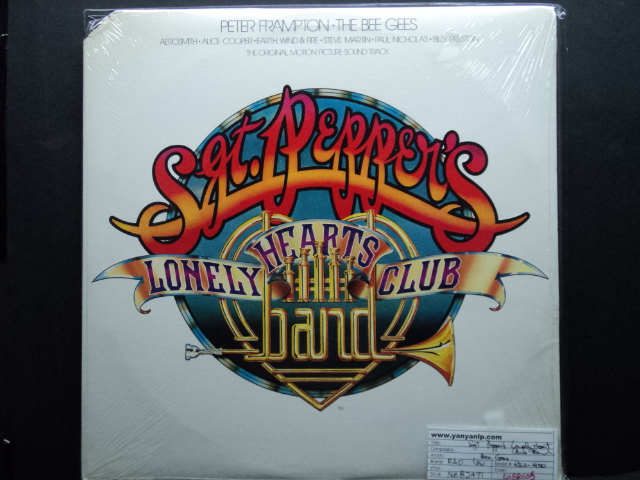 PETER FRAMPTON • THE BEE GEES
AEROSMITH • ALICE COOPER • EARTH, WIND & FIRE • STEVE MARTIN • PAUL NICHOLAS • BILLY PRESTON
THE ORIGINAL MOTION PICTURE SOUND TRACK
Sgt. Pepper's
LONELY HEARTS CLUB
band
www.yanyanlp.com